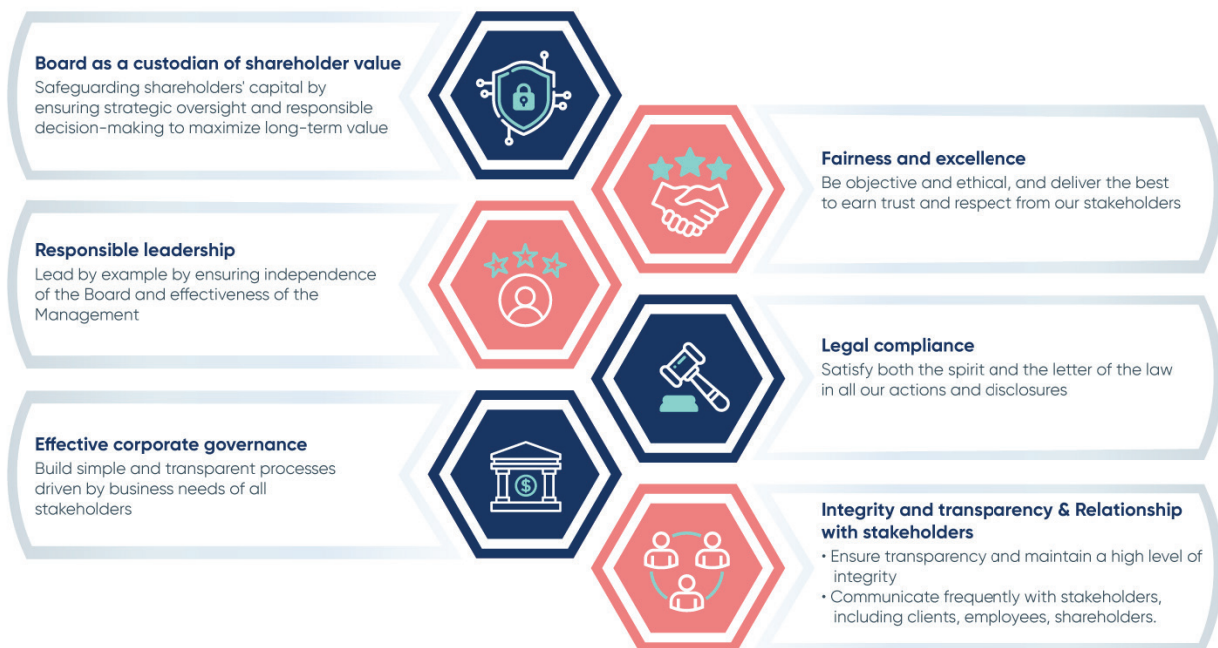 Board as a custodian of shareholder value
Safeguarding shareholders' capital by
ensuring strategic oversight and responsible
decision-making to maximize long-term value
Fairness and excellence
Be objective and ethical, and deliver the best
to earn trust and respect from our stakeholders
Responsible leadership
Lead by example by ensuring independence
of the Board and effectiveness of the
Management
Legal compliance
Satisfy both the spirit and the letter of the law
in all our actions and disclosures
Effective corporate governance
Build simple and transparent processes
driven by business needs of all
stakeholders
$
Integrity and transparency & Relationship
with stakeholders
• Ensure transparency and maintain a high level of
integrity
• Communicate frequently with stakeholders,
including clients, employees, shareholders.